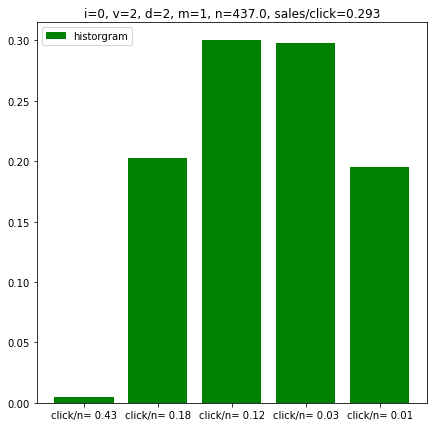 i=0, v=2, d=2, m=1, n=437.0, sales/click=0.293
historgram
0.30
0.25
0.20
0.15
0.10
0.05
0.00
click/n= 0.43 click/n= 0.18 click/n= 0.12 click/n= 0.03 click/n= 0.01